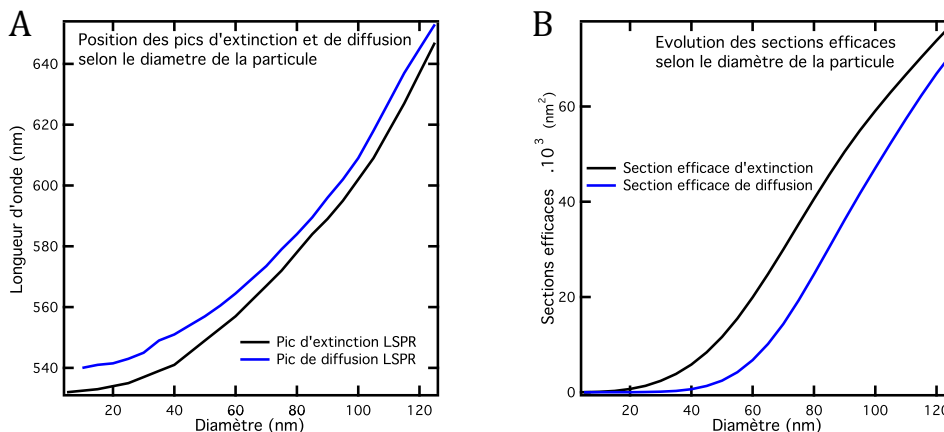 A
Position des pics d'extinction et de diffusion
selon le diametre de la particule
Longueur d'onde (nm)
640
620
600
580
560
540
Pic d'extinction LSPR
Pic de diffusion LSPR
20 40 60 80 100 120
Diamètre (nm)
B
Evolution des sections efficaces
selon le diamètre de la particule
Sections efficaces .10³ (nm²)
60
40
20
0
Section efficace d'extinction
Section efficace de diffusion
20 40 60 80 100 120
Diamètre (nm)